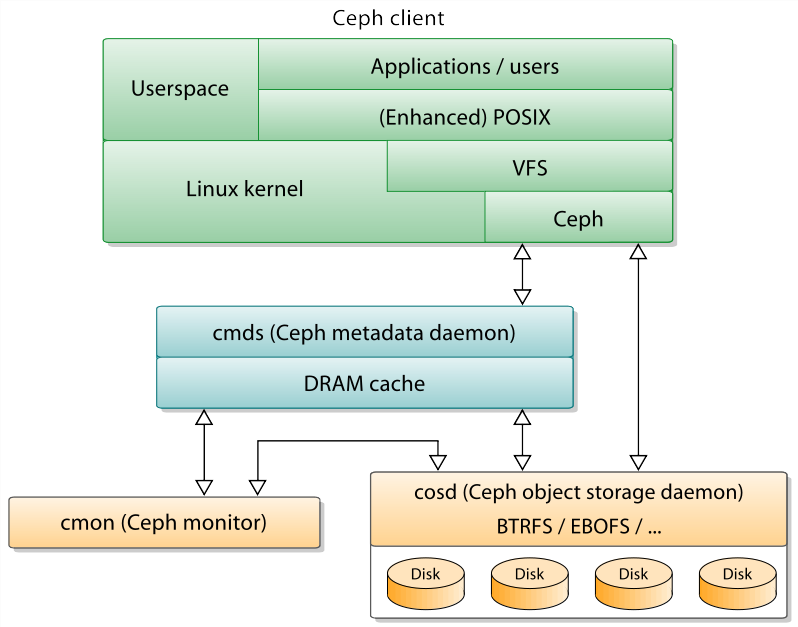 Ceph client
Userspace
Applications / users
(Enhanced) POSIX
Linux kernel
VFS
Ceph
cmds (Ceph metadata daemon)
DRAM cache
cmon (Ceph monitor)
cosd (Ceph object storage daemon)
BTRFS / EBOFS / ...
Disk
Disk
Disk
Disk